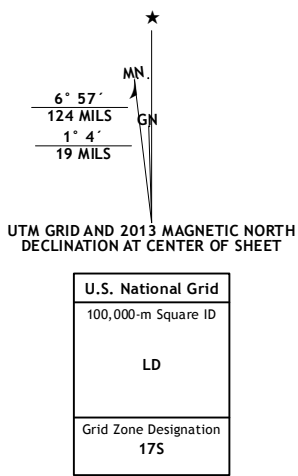 ★
MN
GN
6° 57´
124 MILS
1° 4´
19 MILS
UTM GRID AND 2013 MAGNETIC NORTH
DECLINATION AT CENTER OF SHEET
U.S. National Grid
100,000-m Square ID
LD
Grid Zone Designation
17S